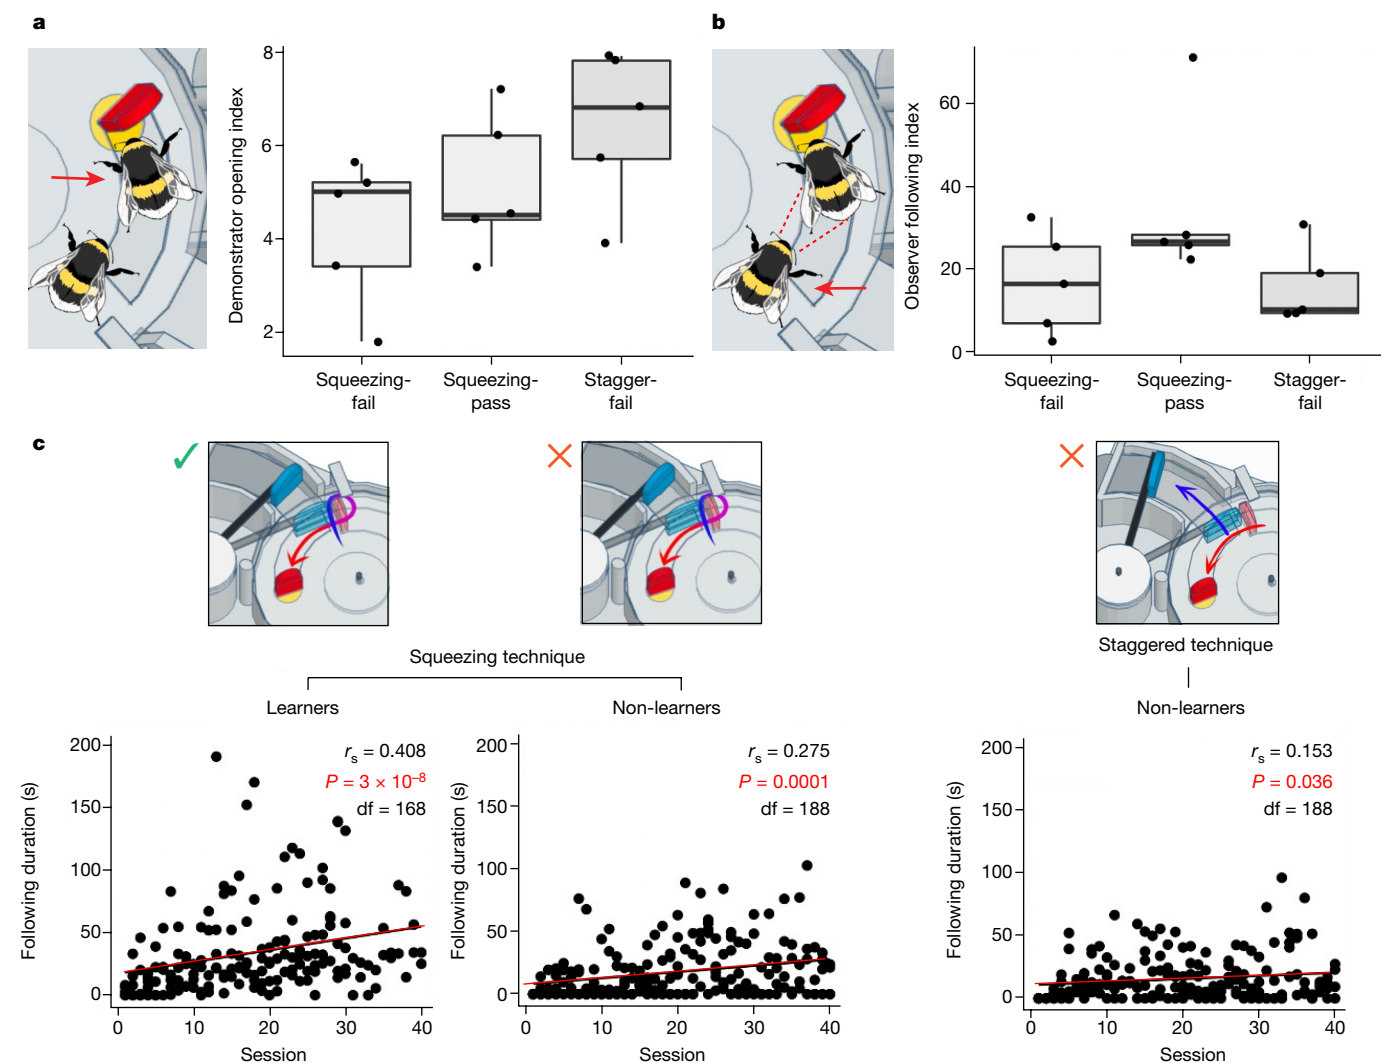 a
b
Demonstrator opening index
8
6
4
2
Squeezing-
fail
Squeezing-
pass
Stagger-
fail
Observer following index
60
40
20
0
Squeezing-
fail
Squeezing-
pass
Stagger-
fail
c
✓
×
×
Squeezing technique
Staggered technique
Learners
Non-learners
Non-learners
Following duration (s)
200
150
100
50
0
rs = 0.408
P = 3 × 10–8
df = 168
0 10 20 30 40
Session
Following duration (s)
200
150
100
50
0
rs = 0.275
P = 0.0001
df = 188
0 10 20 30 40
Session
Following duration (s)
200
150
100
50
0
rs = 0.153
P = 0.036
df = 188
0 10 20 30 40
Session